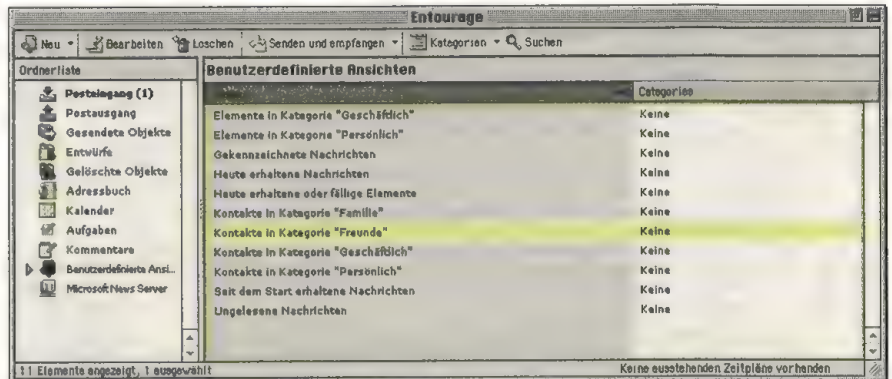 Entourage
Neu Bearbeiten Löschen Senden und empfangen Kategorien Suchen
Ordnerliste
Benutzerdefinierte Ansichten
Categories
Posteingang (1)
Postausgang
Gesendete Objekte
Entwürfe
Gelöschte Objekte
Adressbuch
Kalender
Aufgaben
Kommentare
Benutzerdefinierte Ansi...
Microsoft News Server
Elemente in Kategorie "Geschäftlich" Keine
Elemente in Kategorie "Persönlich" Keine
Gekennzeichnete Nachrichten Keine
Heute erhaltene Nachrichten Keine
Heute erhaltene oder fällige Elemente Keine
Kontakte in Kategorie "Familie" Keine
Kontakte in Kategorie "Freunde" Keine
Kontakte in Kategorie "Geschäftlich" Keine
Kontakte in Kategorie "Persönlich" Keine
Seit dem Start erhaltene Nachrichten Keine
Ungelesene Nachrichten Keine
11 Elemente angezeigt, 1 ausgewählt
Keine ausstehenden Zeitpläne vorhanden